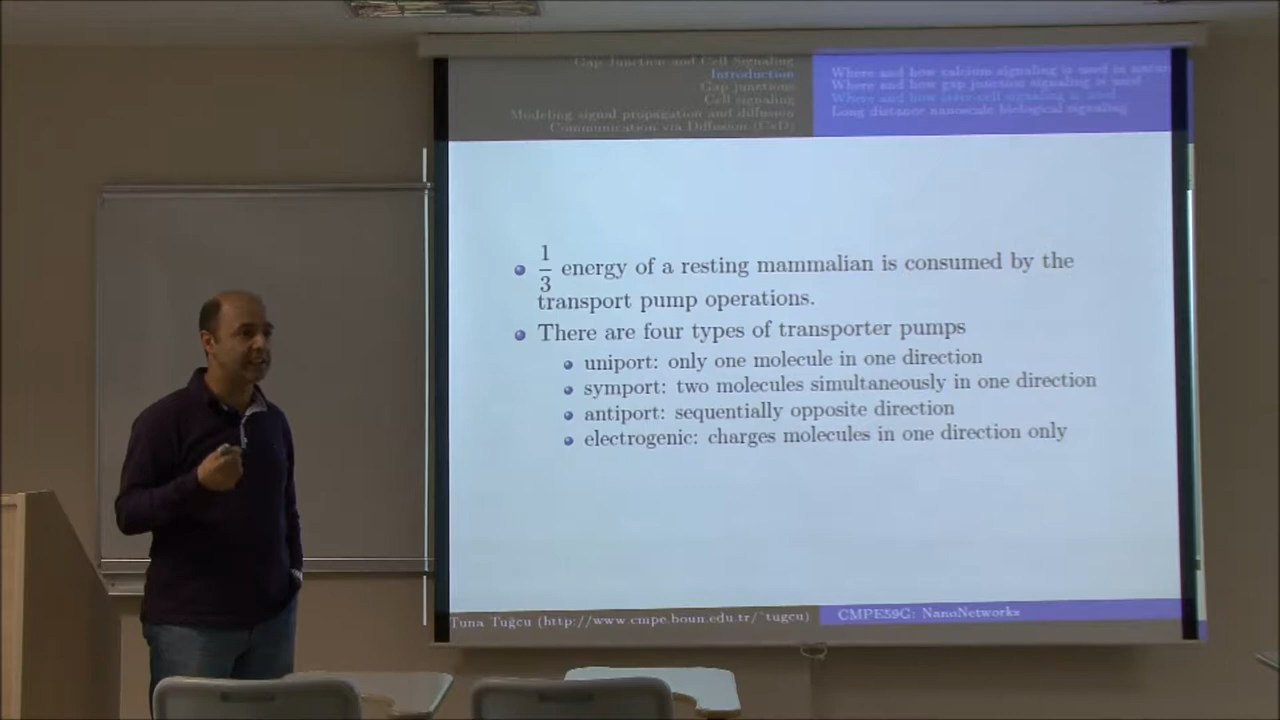 Gap Junction and Cell Signaling
Introduction
Gap junctions
Cell signaling
Modeling signal propagation and diffusion
Communication via Diffusion (CvD)
Where and how calcium signaling is used in
Where and how gap junction signaling is used
Where and how inter-cell signaling is used
Long distance nanoscale biological signaling
1/3 energy of a resting mammalian is consumed by the
transport pump operations.
There are four types of transporter pumps
uniport: only one molecule in one direction
symport: two molecules simultaneously in one direction
antiport: sequentially opposite direction
electrogenic: charges molecules in one direction only
Tuna Tuğcu (http://www.cmpe.boun.edu.tr/~tugcu)
CMPE59G: NanoNetworks